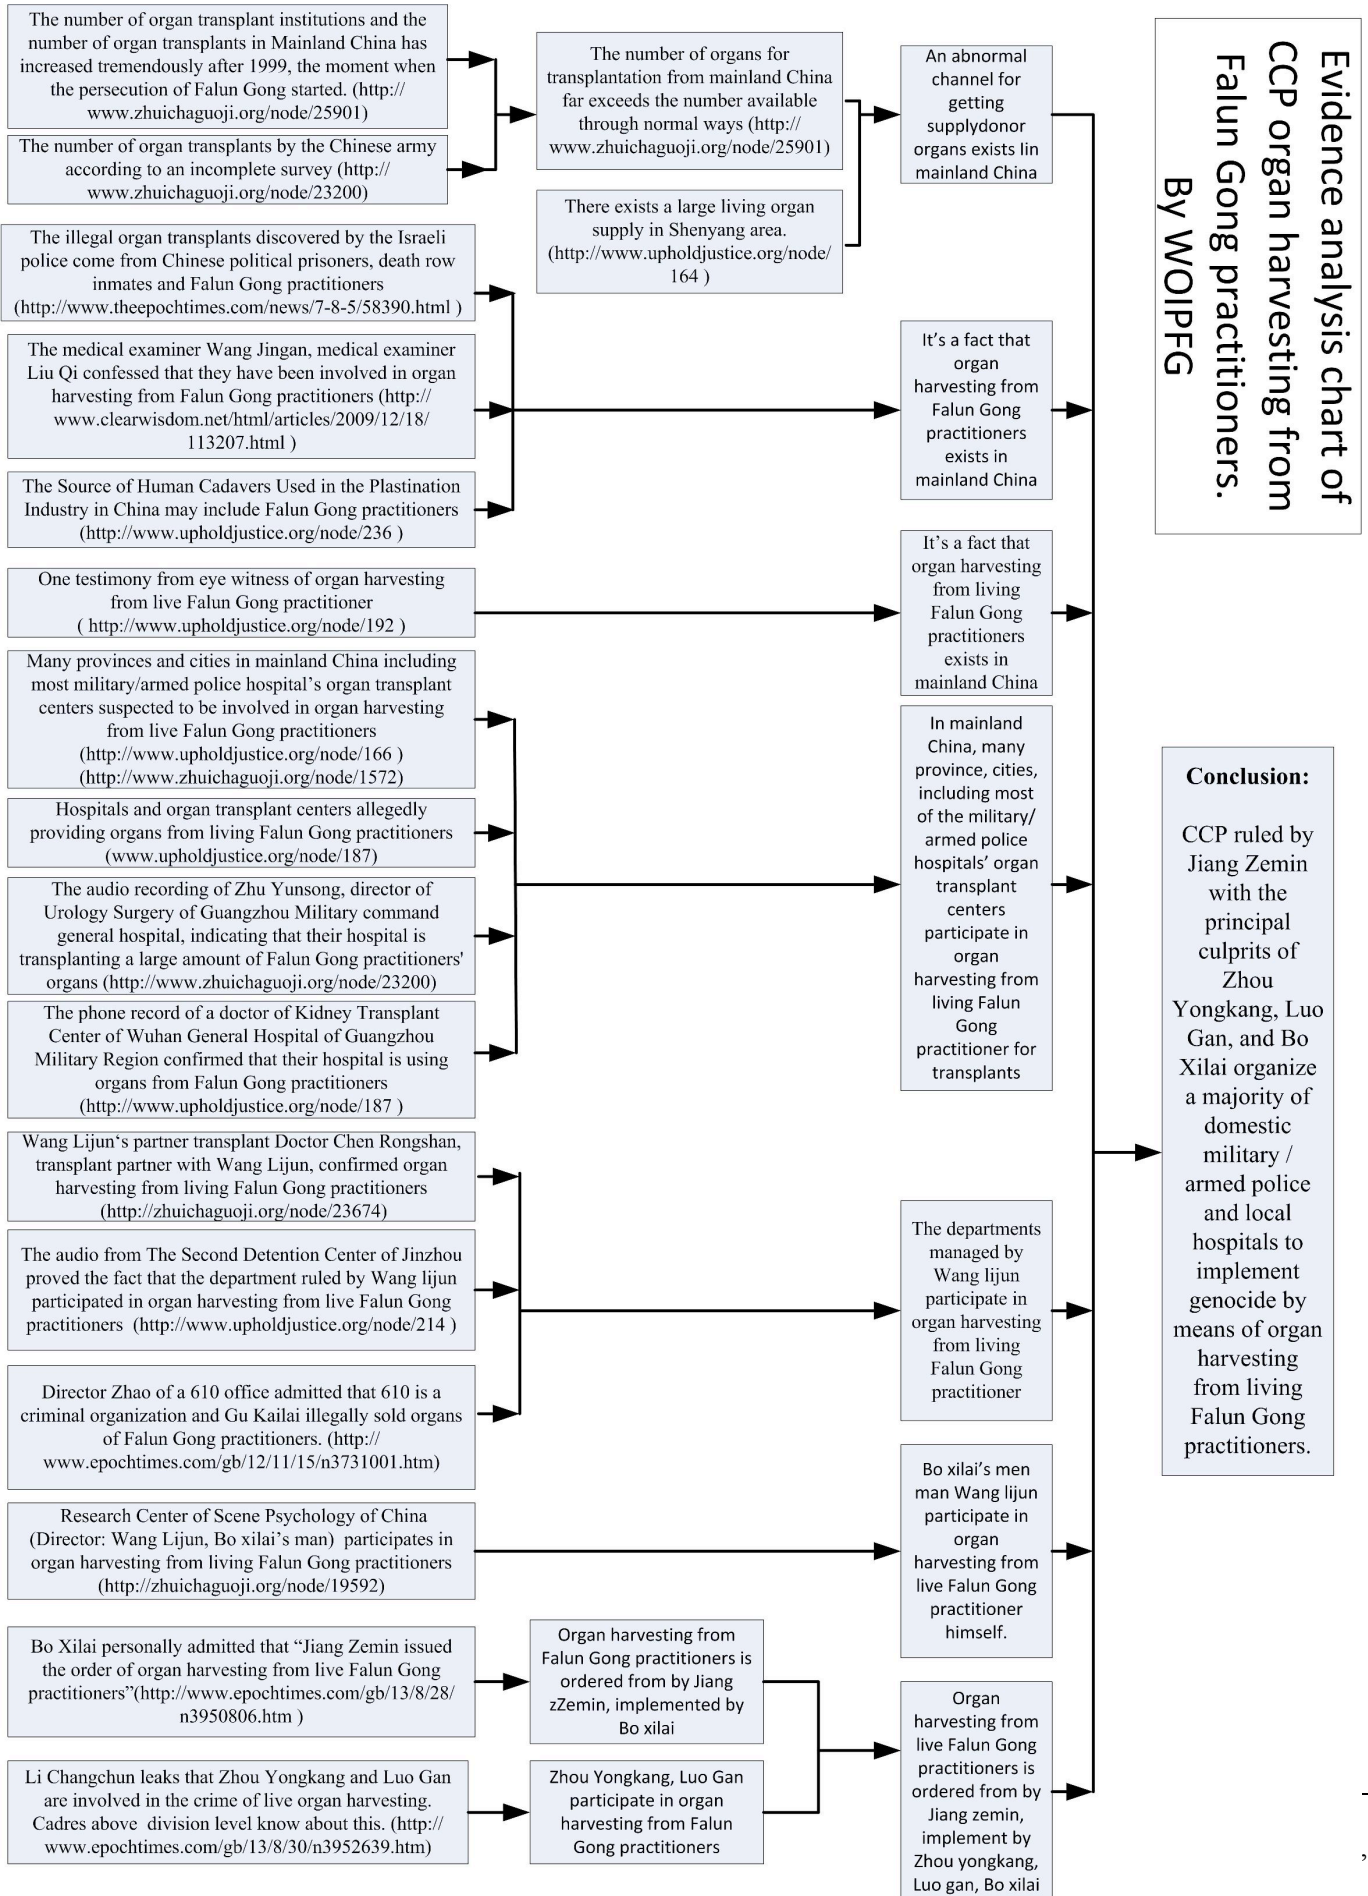 Evidence analysis chart of
CCP organ harvesting from
Falun Gong practitioners.
By WOIPFG
The number of organ transplant institutions and the
number of organ transplants in Mainland China has
increased tremendously after 1999, the moment when
the persecution of Falun Gong started. (http://
www.zhuichaguoji.org/node/25901)
The number of organ transplants by the Chinese army
according to an incomplete survey (http://
www.zhuichaguoji.org/node/23200)
The number of organs for
transplantation from mainland China
far exceeds the number available
through normal ways (http://
www.zhuichaguoji.org/node/25901)
There exists a large living organ
supply in Shenyang area.
(http://www.upholdjustice.org/node/
164 )
An abnormal
channel for
getting
supplydonor
organs exists Iin
mainland China
The illegal organ transplants discovered by the Israeli
police come from Chinese political prisoners, death row
inmates and Falun Gong practitioners
(http://www.theepochtimes.com/news/7-8-5/58390.html )
The medical examiner Wang Jingan, medical examiner
Liu Qi confessed that they have been involved in organ
harvesting from Falun Gong practitioners (http://
www.clearwisdom.net/html/articles/2009/12/18/
113207.html )
The Source of Human Cadavers Used in the Plastination
Industry in China may include Falun Gong practitioners
(http://www.upholdjustice.org/node/236 )
It’s a fact that
organ
harvesting from
Falun Gong
practitioners
exists in
mainland China
One testimony from eye witness of organ harvesting
from live Falun Gong practitioner
( http://www.upholdjustice.org/node/192 )
It’s a fact that
organ harvesting
from living
Falun Gong
practitioners
exists in
mainland China
Many provinces and cities in mainland China including
most military/armed police hospital’s organ transplant
centers suspected to be involved in organ harvesting
from live Falun Gong practitioners
(http://www.upholdjustice.org/node/166 )
(http://www.zhuichaguoji.org/node/1572)
Hospitals and organ transplant centers allegedly
providing organs from living Falun Gong practitioners
(www.upholdjustice.org/node/187)
The audio recording of Zhu Yunsong, director of
Urology Surgery of Guangzhou Military command
general hospital, indicating that their hospital is
transplanting a large amount of Falun Gong practitioners'
organs (http://www.zhuichaguoji.org/node/23200)
The phone record of a doctor of Kidney Transplant
Center of Wuhan General Hospital of Guangzhou
Military Region confirmed that their hospital is using
organs from Falun Gong practitioners
(http://www.upholdjustice.org/node/187 )
In mainland
China, many
province, cities,
including most
of the military/
armed police
hospitals’ organ
transplant
centers
participate in
organ
harvesting from
living Falun
Gong
practitioner for
transplants
Wang Lijun‘s partner transplant Doctor Chen Rongshan,
transplant partner with Wang Lijun, confirmed organ
harvesting from living Falun Gong practitioners
(http://zhuichaguoji.org/node/23674)
The audio from The Second Detention Center of Jinzhou
proved the fact that the department ruled by Wang lijun
participated in organ harvesting from live Falun Gong
practitioners (http://www.upholdjustice.org/node/214 )
Director Zhao of a 610 office admitted that 610 is a
criminal organization and Gu Kailai illegally sold organs
of Falun Gong practitioners. (http://
www.epochtimes.com/gb/12/11/15/n3731001.htm)
The departments
managed by
Wang lijun
participate in
organ harvesting
from living
Falun Gong
practitioner
Research Center of Scene Psychology of China
(Director: Wang Lijun, Bo xilai’s man) participates in
organ harvesting from living Falun Gong practitioners
(http://zhuichaguoji.org/node/19592)
Bo xilai’s men
man Wang lijun
participate in
organ
harvesting from
live Falun Gong
practitioner
himself.
Bo Xilai personally admitted that “Jiang Zemin issued
the order of organ harvesting from live Falun Gong
practitioners”(http://www.epochtimes.com/gb/13/8/28/
n3950806.htm )
Organ harvesting from
Falun Gong practitioners is
ordered from by Jiang
zZemin, implemented by
Bo xilai
Li Changchun leaks that Zhou Yongkang and Luo Gan
are involved in the crime of live organ harvesting.
Cadres above division level know about this. (http://
www.epochtimes.com/gb/13/8/30/n3952639.htm)
Zhou Yongkang, Luo Gan
participate in organ
harvesting from Falun
Gong practitioners
Organ
harvesting from
live Falun Gong
practitioners is
ordered from by
Jiang zemin,
implement by
Zhou yongkang,
Luo gan, Bo xilai
Conclusion:
CCP ruled by
Jiang Zemin
with the
principal
culprits of
Zhou
Yongkang, Luo
Gan, and Bo
Xilai organize
a majority of
domestic
military /
armed police
and local
hospitals to
implement
genocide by
means of organ
harvesting
from living
Falun Gong
practitioners.
,